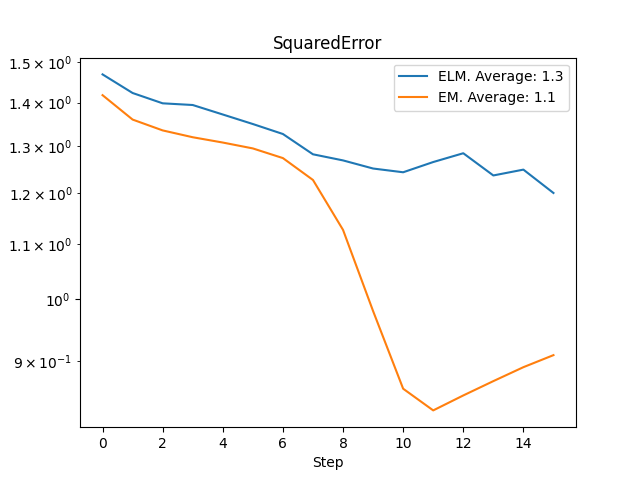 SquaredError
1.5 × 10⁰
1.4 × 10⁰
1.3 × 10⁰
1.2 × 10⁰
1.1 × 10⁰
10⁰
9 × 10⁻¹
ELM. Average: 1.3
EM. Average: 1.1
0 2 4 6 8 10 12 14
Step